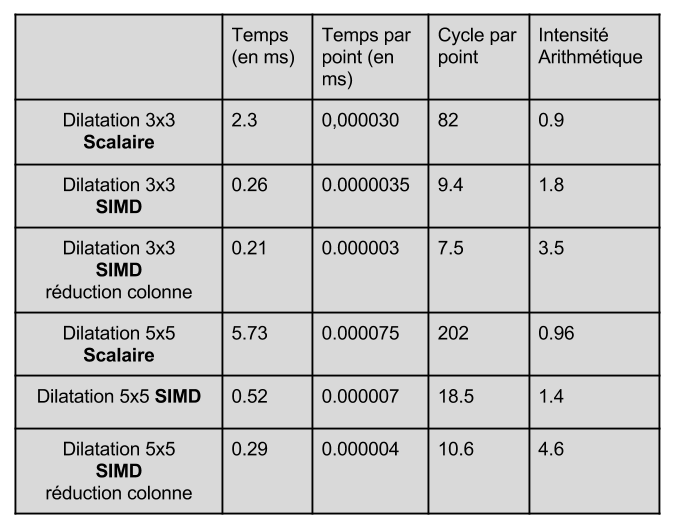 Temps
(en ms)
Temps par
point (en
ms)
Cycle par
point
Intensité
Arithmétique
Dilatation 3x3
Scalaire
2.3
0,000030
82
0.9
Dilatation 3x3
SIMD
0.26
0.0000035
9.4
1.8
Dilatation 3x3
SIMD
réduction colonne
0.21
0.000003
7.5
3.5
Dilatation 5x5
Scalaire
5.73
0.000075
202
0.96
Dilatation 5x5 SIMD
0.52
0.000007
18.5
1.4
Dilatation 5x5
SIMD
réduction colonne
0.29
0.000004
10.6
4.6